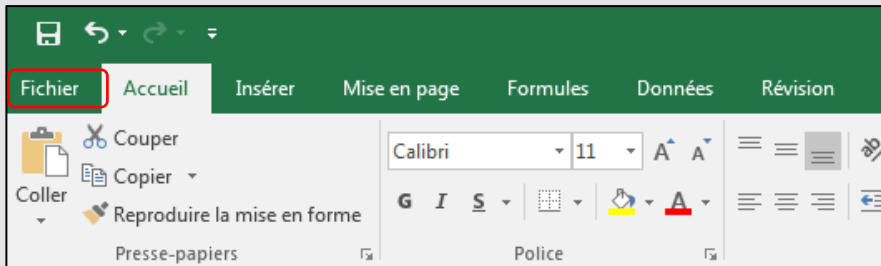 Fichier Accueil Insérer Mise en page Formules Données Révision
Couper
Calibri 11 A A
Copier
Coller
G I S A
Reproduire la mise en forme
Presse-papiers Police